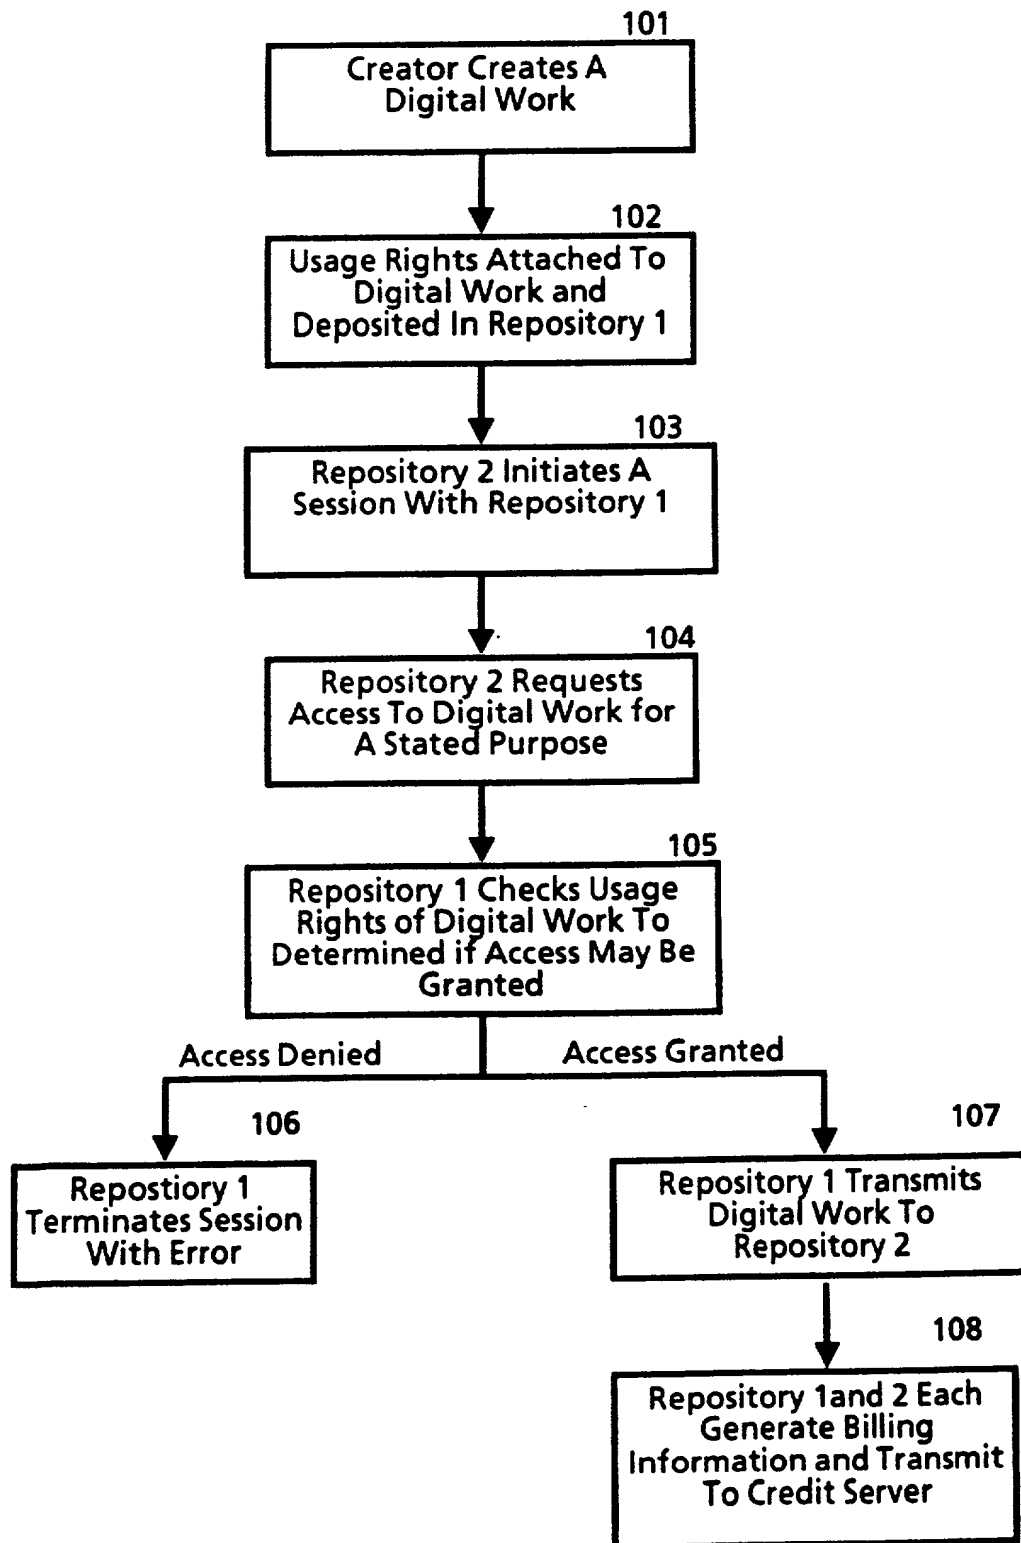 101
Creator Creates A
Digital Work
102
Usage Rights Attached To
Digital Work and
Deposited In Repository 1
103
Repository 2 Initiates A
Session With Repository 1
104
Repository 2 Requests
Access To Digital Work for
A Stated Purpose
105
Repository 1 Checks Usage
Rights of Digital Work To
Determined if Access May Be
Granted
Access Denied
Access Granted
106
Repostiory 1
Terminates Session
With Error
107
Repository 1 Transmits
Digital Work To
Repository 2
108
Repository 1and 2 Each
Generate Billing
Information and Transmit
To Credit Server